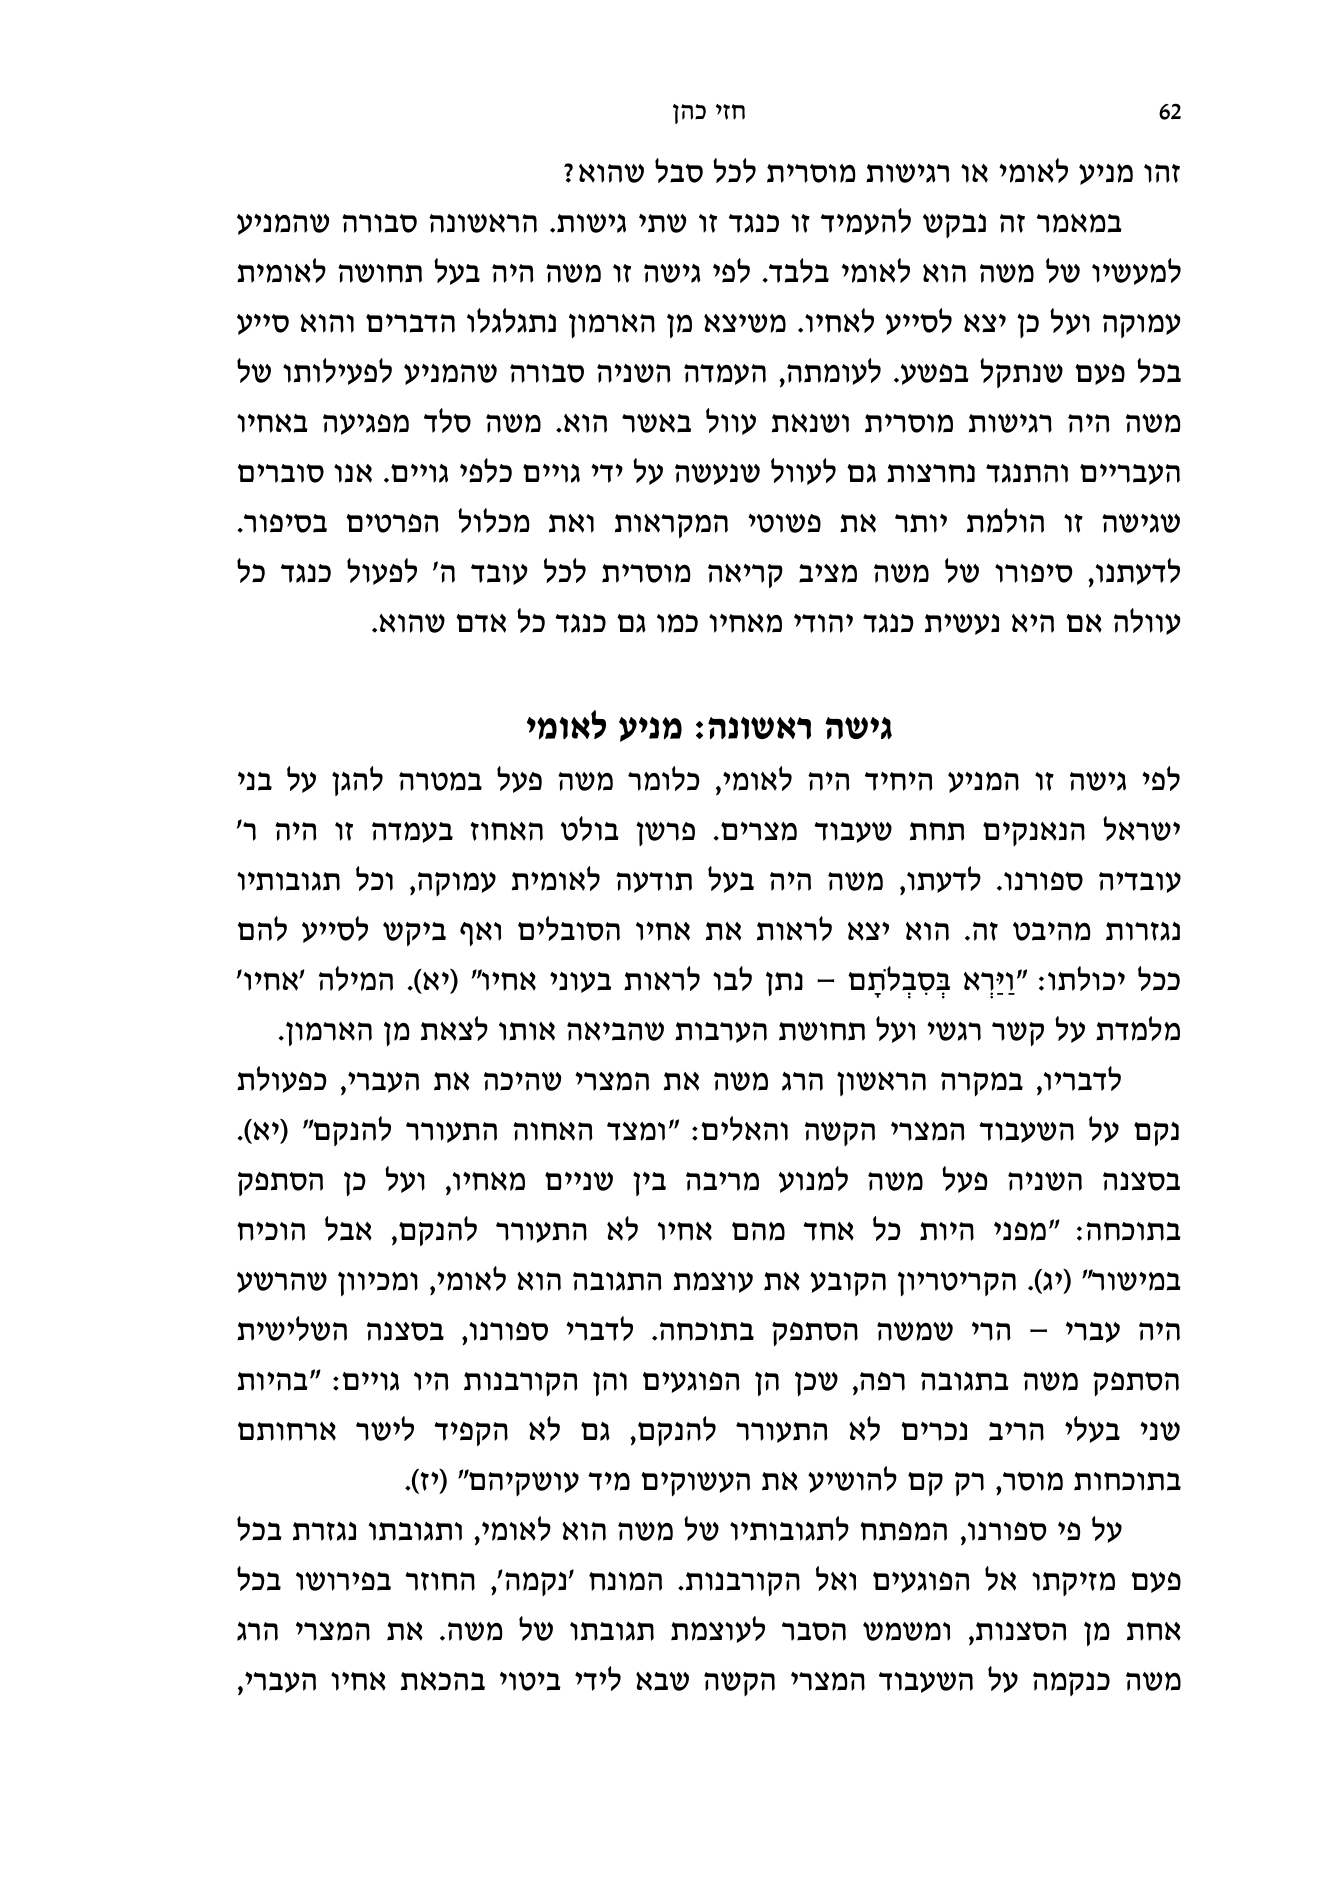 62
חזי כהן
זהו מניע לאומי או רגישות מוסרית לכל סבל שהוא?
במאמר זה נבקש להעמיד זו כנגד זו שתי גישות. הראשונה סבורה שהמניע
למעשיו של משה הוא לאומי בלבד. לפי גישה זו משה היה בעל תחושה לאומית
עמוקה ועל כן יצא לסייע לאחיו. משיצא מן הארמון נתגלגלו הדברים והוא סייע
בכל פעם שנתקל בפשע. לעומתה, העמדה השניה סבורה שהמניע לפעילותו של
משה היה רגישות מוסרית ושנאת עוול באשר הוא. משה סלד מפגיעה באחיו
העבריים והתנגד נחרצות גם לעוול שנעשה על ידי גויים כלפי גויים. אנו סוברים
שגישה זו הולמת יותר את פשוטי המקראות ואת מכלול הפרטים בסיפור.
לדעתנו, סיפורו של משה מציב קריאה מוסרית לכל עובד ה' לפעול כנגד כל
עוולה אם היא נעשית כנגד יהודי מאחיו כמו גם כנגד כל אדם שהוא.
גישה ראשונה: מניע לאומי
לפי גישה זו המניע היחיד היה לאומי, כלומר משה פעל במטרה להגן על בני
ישראל הנאנקים תחת שעבוד מצרים. פרשן בולט האחוז בעמדה זו היה ר'
עובדיה ספורנו. לדעתו, משה היה בעל תודעה לאומית עמוקה, וכל תגובותיו
נגזרות מהיבט זה. הוא יצא לראות את אחיו הסובלים ואף ביקש לסייע להם
ככל יכולתו: "וַיַּרְא בְּסִבְלֹתָם – נתן לבו לראות בעוני אחיו" (יא). המילה 'אחיו'
מלמדת על קשר רגשי ועל תחושת הערבות שהביאה אותו לצאת מן הארמון.
לדבריו, במקרה הראשון הרג משה את המצרי שהיכה את העברי, כפעולת
נקם על השעבוד המצרי הקשה והאלים: "ומצד האחוה התעורר להנקם" (יא).
בסצנה השניה פעל משה למנוע מריבה בין שניים מאחיו, ועל כן הסתפק
בתוכחה: "מפני היות כל אחד מהם אחיו לא התעורר להנקם, אבל הוכיח
במישור" (יג). הקריטריון הקובע את עוצמת התגובה הוא לאומי, ומכיוון שהרשע
היה עברי – הרי שמשה הסתפק בתוכחה. לדברי ספורנו, בסצנה השלישית
הסתפק משה בתגובה רפה, שכן הן הפוגעים והן הקורבנות היו גויים: "בהיות
שני בעלי הריב נכרים לא התעורר להנקם, גם לא הקפיד לישר ארחותם
בתוכחות מוסר, רק קם להושיע את העשוקים מיד עושקיהם" (יז).
על פי ספורנו, המפתח לתגובותיו של משה הוא לאומי, ותגובתו נגזרת בכל
פעם מזיקתו אל הפוגעים ואל הקורבנות. המונח 'נקמה', החוזר בפירושו בכל
אחת מן הסצנות, ומשמש הסבר לעוצמת תגובתו של משה. את המצרי הרג
משה כנקמה על השעבוד המצרי הקשה שבא לידי ביטוי בהכאת אחיו העברי,